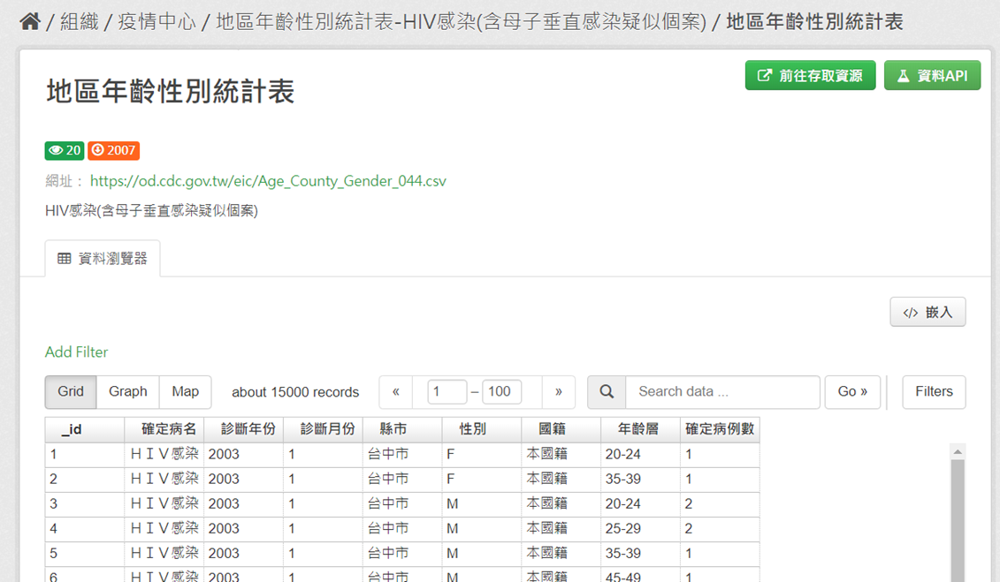 / 組織 / 疫情中心 / 地區年齡性別統計表-HIV感染(含母子垂直感染疑似個案) / 地區年齡性別統計表
地區年齡性別統計表
前往存取資源 資料API
20 2007
網址： https://od.cdc.gov.tw/eic/Age_County_Gender_044.csv
HIV感染(含母子垂直感染疑似個案)
資料瀏覽器
</> 嵌入
Add Filter
Grid Graph Map about 15000 records « 1 – 100 » Search data ... Go » Filters
_id 確定病名 診斷年份 診斷月份 縣市 性別 國籍 年齡層 確定病例數
1 ＨＩＶ感染 2003 1 台中市 F 本國籍 20-24 1
2 ＨＩＶ感染 2003 1 台中市 F 本國籍 35-39 1
3 ＨＩＶ感染 2003 1 台中市 M 本國籍 20-24 2
4 ＨＩＶ感染 2003 1 台中市 M 本國籍 25-29 2
5 ＨＩＶ感染 2003 1 台中市 M 本國籍 35-39 1
6 ＨＩＶ感染 2003 1 台中市 M 本國籍 45-49 1